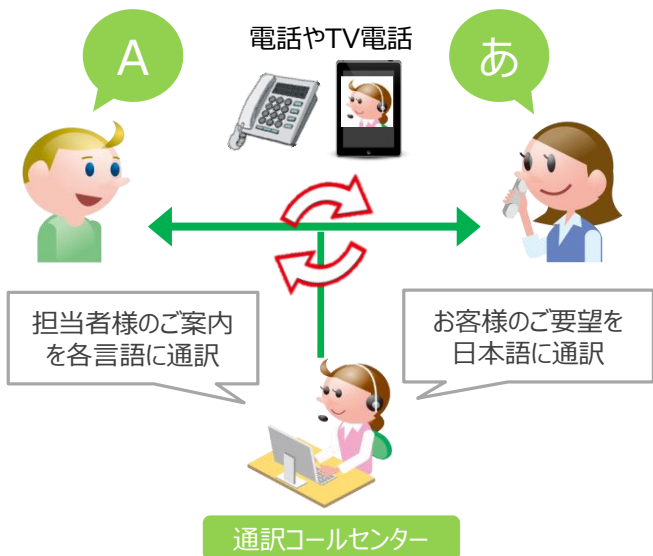 電話やTV電話
A
あ
担当者様のご案内
を各言語に通訳
お客様のご要望を
日本語に通訳
通訳コールセンター